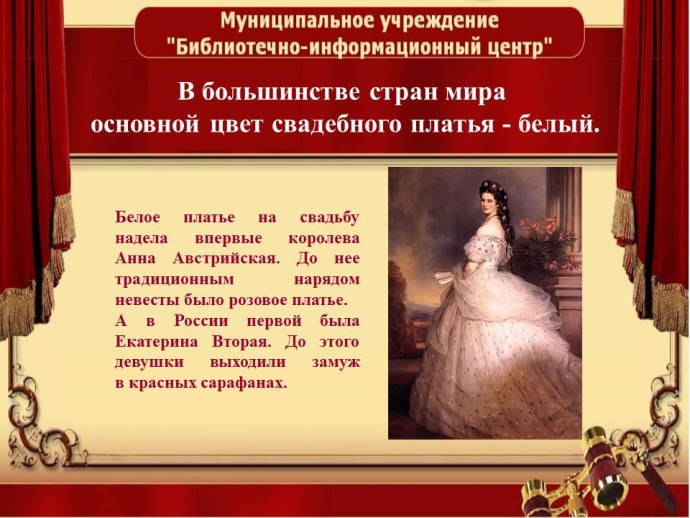 Муниципальное учреждение
"Библиотечно-информационный центр"
В большинстве стран мира
основной цвет свадебного платья - белый.
Белое платье на свадьбу
надела впервые королева
Анна Австрийская. До нее
традиционным нарядом
невесты было розовое платье.
А в России первой была
Екатерина Вторая. До этого
девушки выходили замуж
в красных сарафанах.